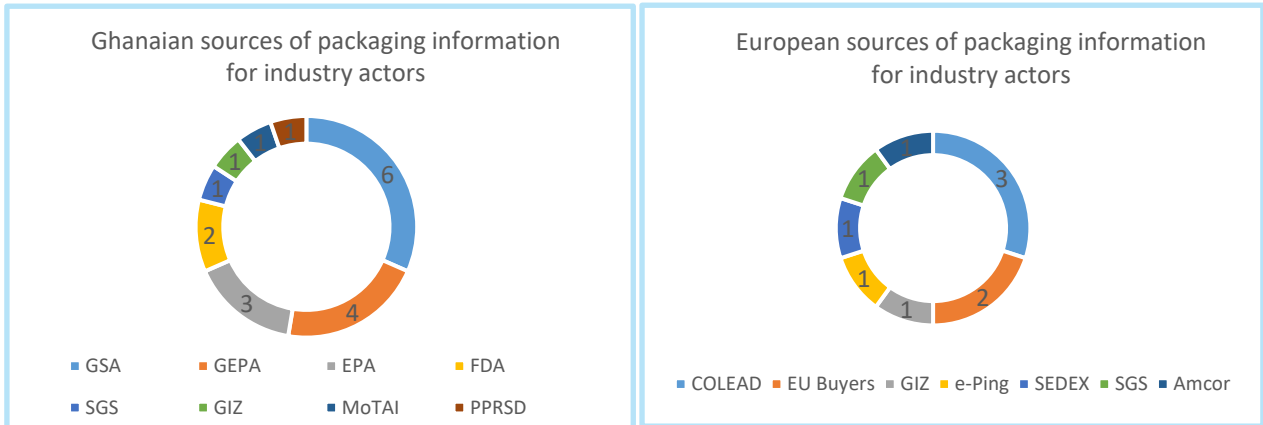 Ghanaian sources of packaging information
for industry actors
6
4
3
2
1
1
1
1
GSA GEPA EPA FDA
SGS GIZ MoTAI PPRSD
European sources of packaging information
for industry actors
3
2
1
1
1
1
1
COLEAD EU Buyers GIZ e-Ping SEDEX SGS Amcor